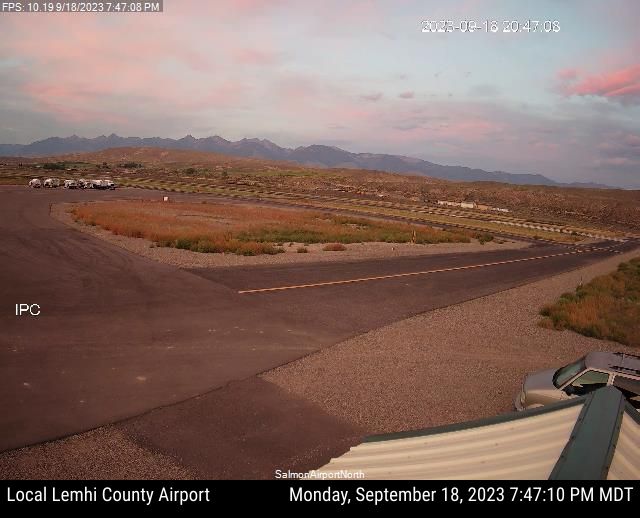 FPS: 10.19 9/18/2023 7:47:08 PM
2023-09-18 20:47:08
IPC
SalmonAirportNorth
Local Lemhi County Airport
Monday, September 18, 2023 7:47:10 PM MDT